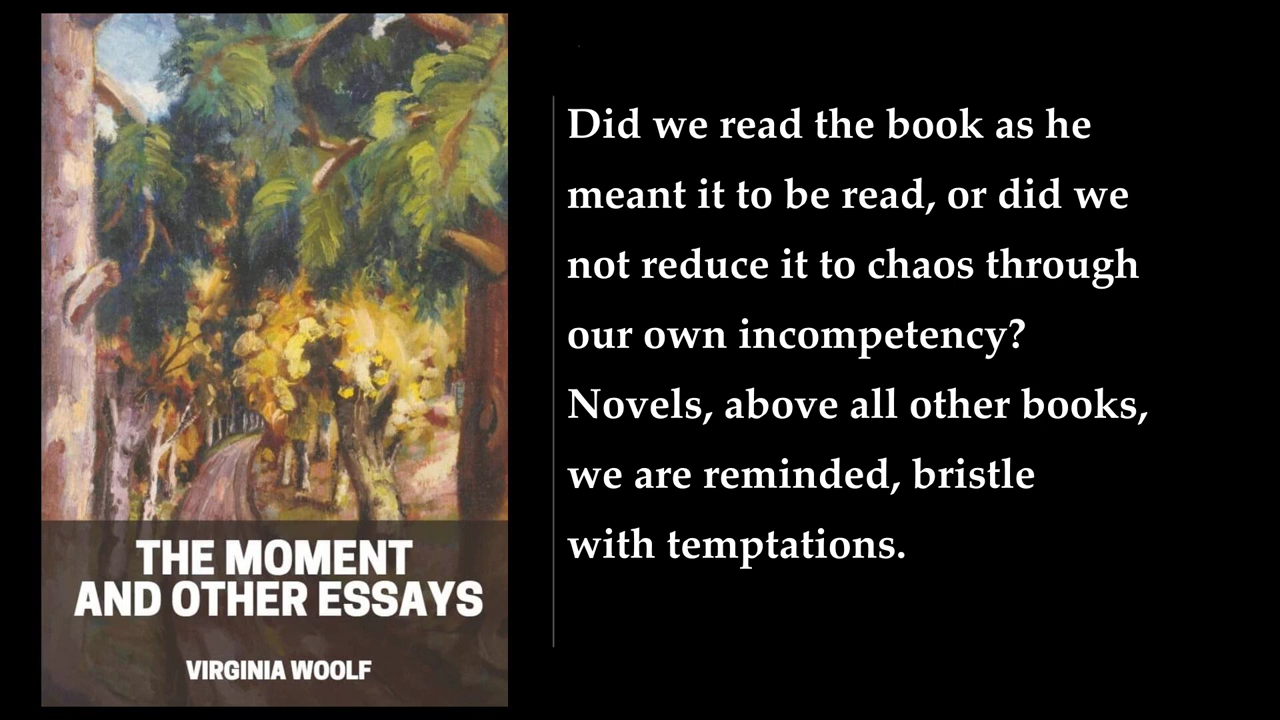 THE MOMENT
AND OTHER ESSAYS
VIRGINIA WOOLF
Did we read the book as he
meant it to be read, or did we
not reduce it to chaos through
our own incompetency?
Novels, above all other books,
we are reminded, bristle
with temptations.